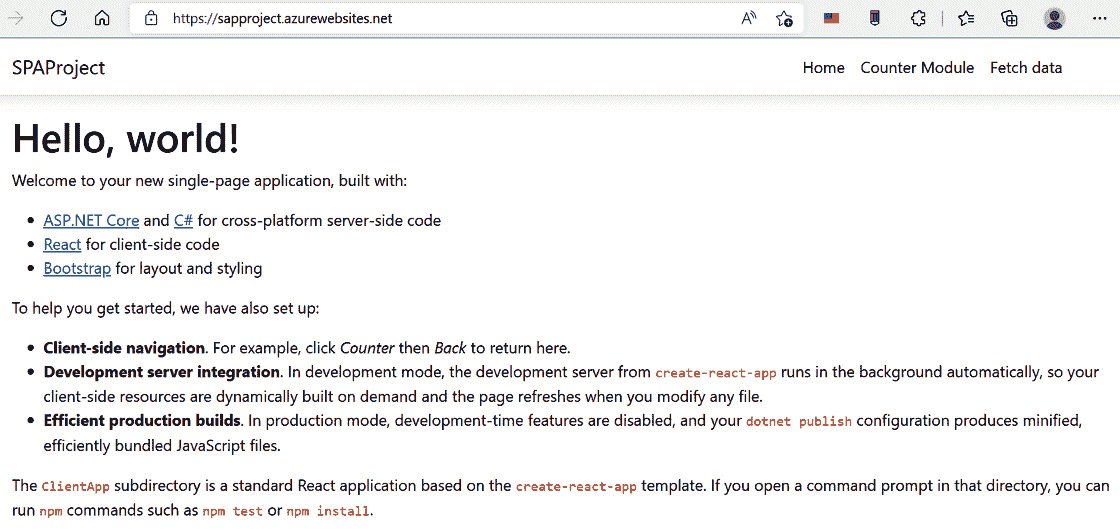 https://sapproject.azurewebsites.net
SPAProject
Home Counter Module Fetch data
Hello, world!
Welcome to your new single-page application, built with:
ASP.NET Core and C# for cross-platform server-side code
React for client-side code
Bootstrap for layout and styling
To help you get started, we have also set up:
Client-side navigation. For example, click Counter then Back to return here.
Development server integration. In development mode, the development server from create-react-app runs in the background automatically, so your
client-side resources are dynamically built on demand and the page refreshes when you modify any file.
Efficient production builds. In production mode, development-time features are disabled, and your dotnet publish configuration produces minified,
efficiently bundled JavaScript files.
The ClientApp subdirectory is a standard React application based on the create-react-app template. If you open a command prompt in that directory, you can
run npm commands such as npm test or npm install.